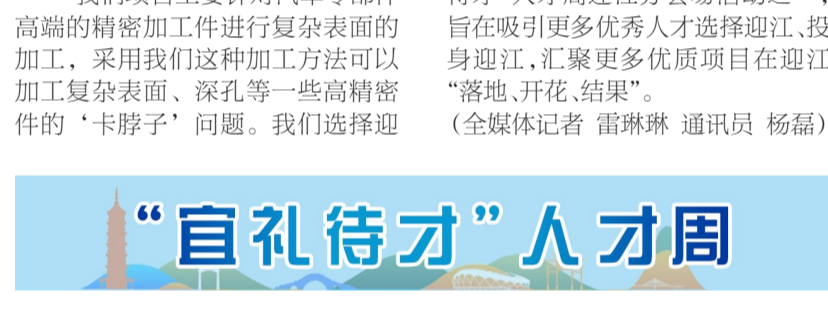 高端的精密加工件进行复杂表面的
加工，采用我们这种加工方法可以
加工复杂表面、深孔等一些高精密
件的‘卡脖子’问题。我们选择迎
旨在吸引更多优秀人才选择迎江、投
身迎江,汇聚更多优质项目在迎江
“落地、开花、结果”。
（全媒体记者 雷琳琳 通讯员 杨磊）
“宜礼待才”人才周